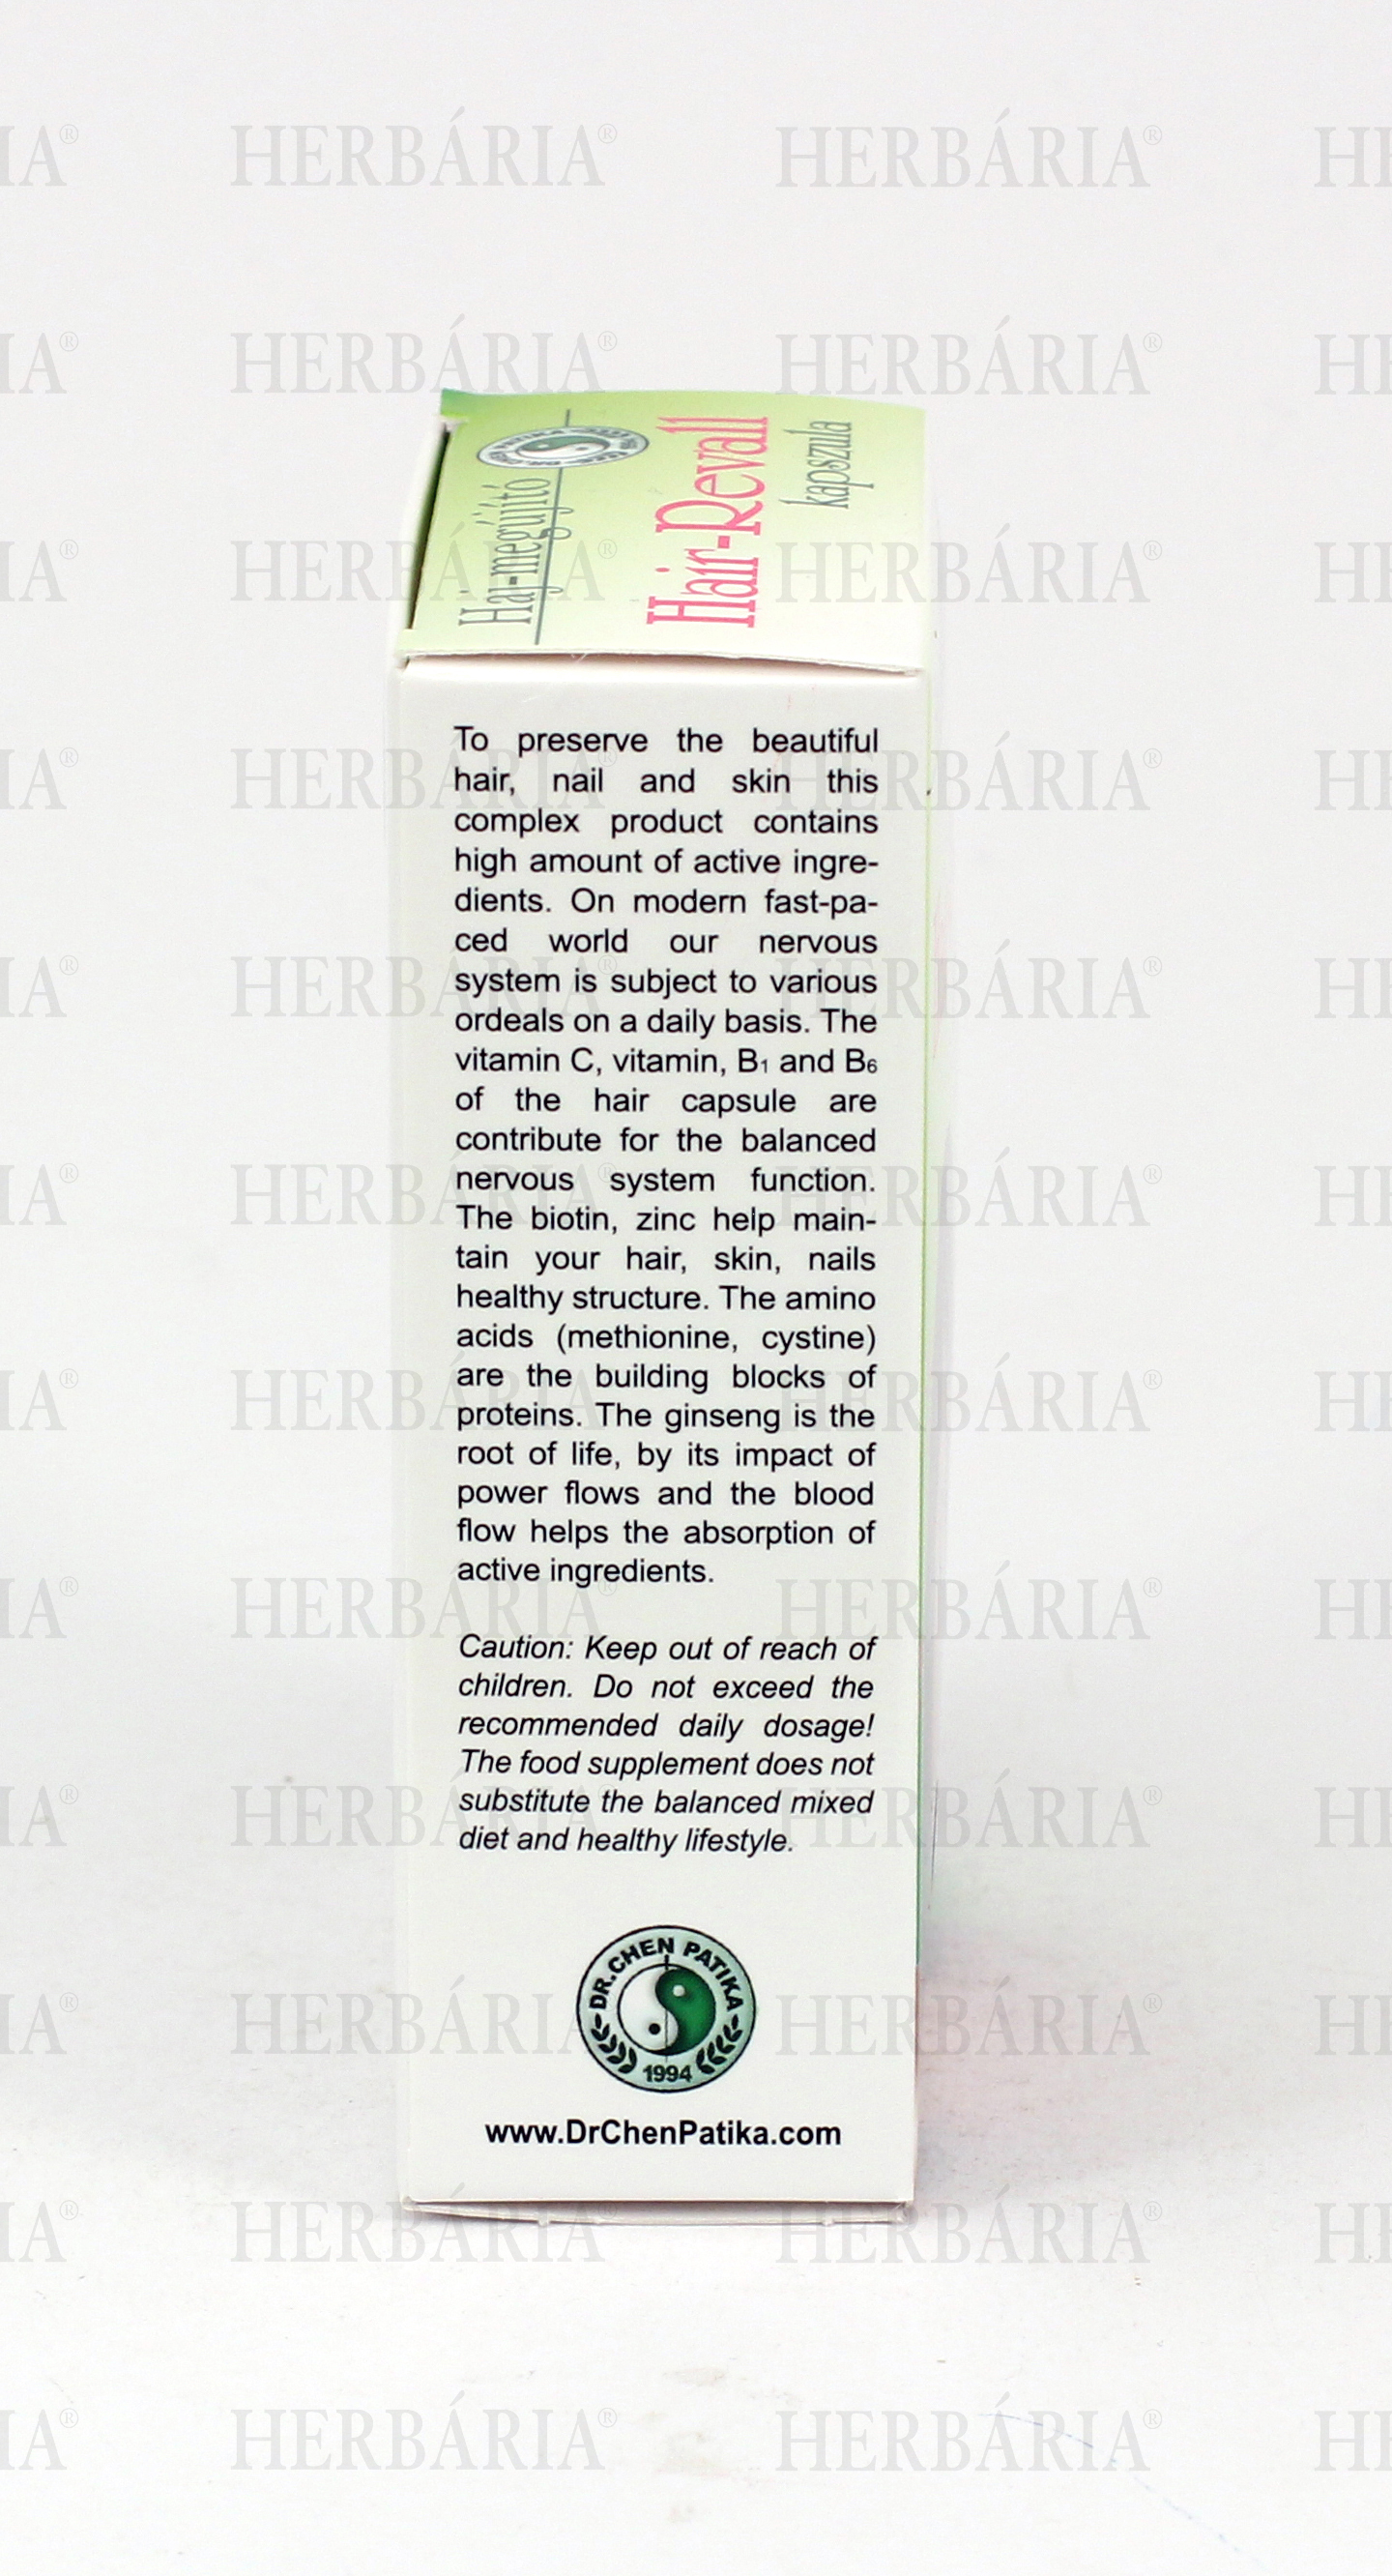 Haj-megújító
Hair-Revall
kapszula
To preserve the beautiful
hair, nail and skin this
complex product contains
high amount of active ingre-
dients. On modern fast-pa-
ced world our nervous
system is subject to various
ordeals on a daily basis. The
vitamin C, vitamin, B1 and B6
of the hair capsule are
contribute for the balanced
nervous system function.
The biotin, zinc help main-
tain your hair, skin, nails
healthy structure. The amino
acids (methionine, cystine)
are the building blocks of
proteins. The ginseng is the
root of life, by its impact of
power flows and the blood
flow helps the absorption of
active ingredients.
Caution: Keep out of reach of
children. Do not exceed the
recommended daily dosage!
The food supplement does not
substitute the balanced mixed
diet and healthy lifestyle.
DR.CHEN PATIKA
1994
www.DrChenPatika.com
HERBÁRIA®